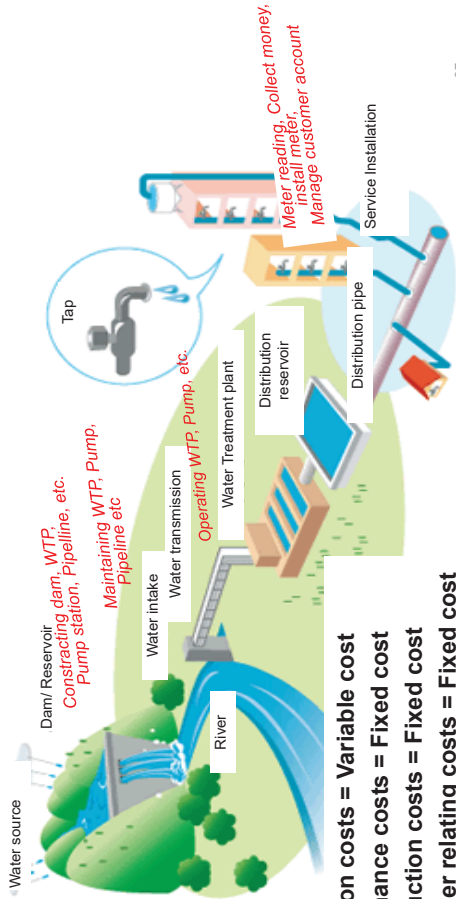 Water source
Dam/ Reservoir
Constracting dam, WTP,
Pump station, Pipelline, etc.
Maintaining WTP, Pump,
Pipeline etc
Water intake
Water transmission
Operating WTP, Pump, etc.
Water Treatment plant
River
Tap
Distribution
reservoir
Distribution pipe
Meter reading, Collect money,
install meter,
Manage customer account
Service Installation
on costs = Variable cost
ance costs = Fixed cost
uction costs = Fixed cost
er relating costs = Fixed cost